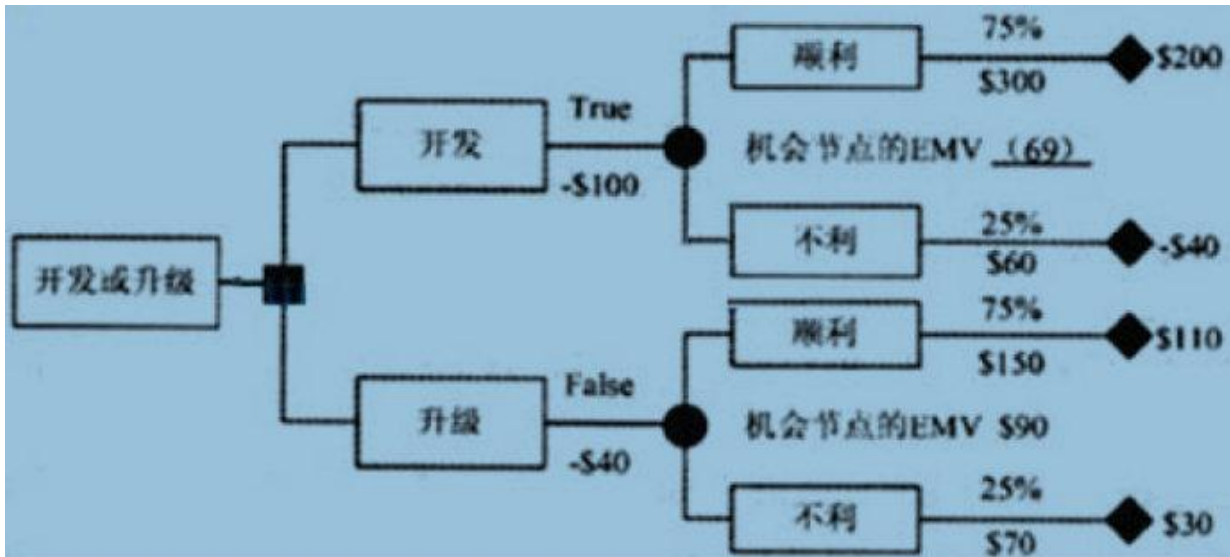 75%
顺利
$200
$300
True
开发
机会节点的EMV （69）
-$100
25%
不利
-$40
$60
开发或升级
75%
顺利
$110
$150
False
升级
机会节点的EMV $90
-$40
25%
不利
$30
$70